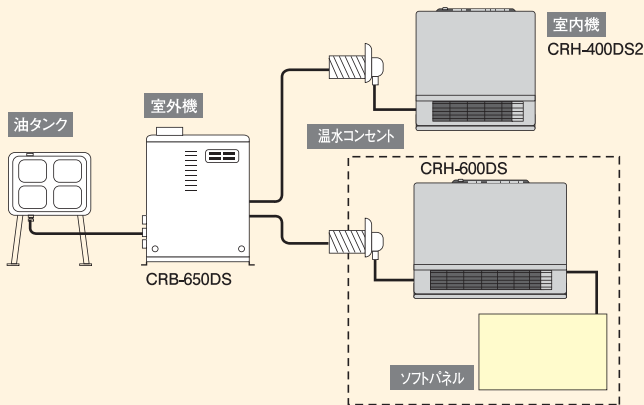 室内機
CRH-400DS2
室外機
油タンク
温水コンセント
CRH-600DS
CRB-650DS
ソフトパネル